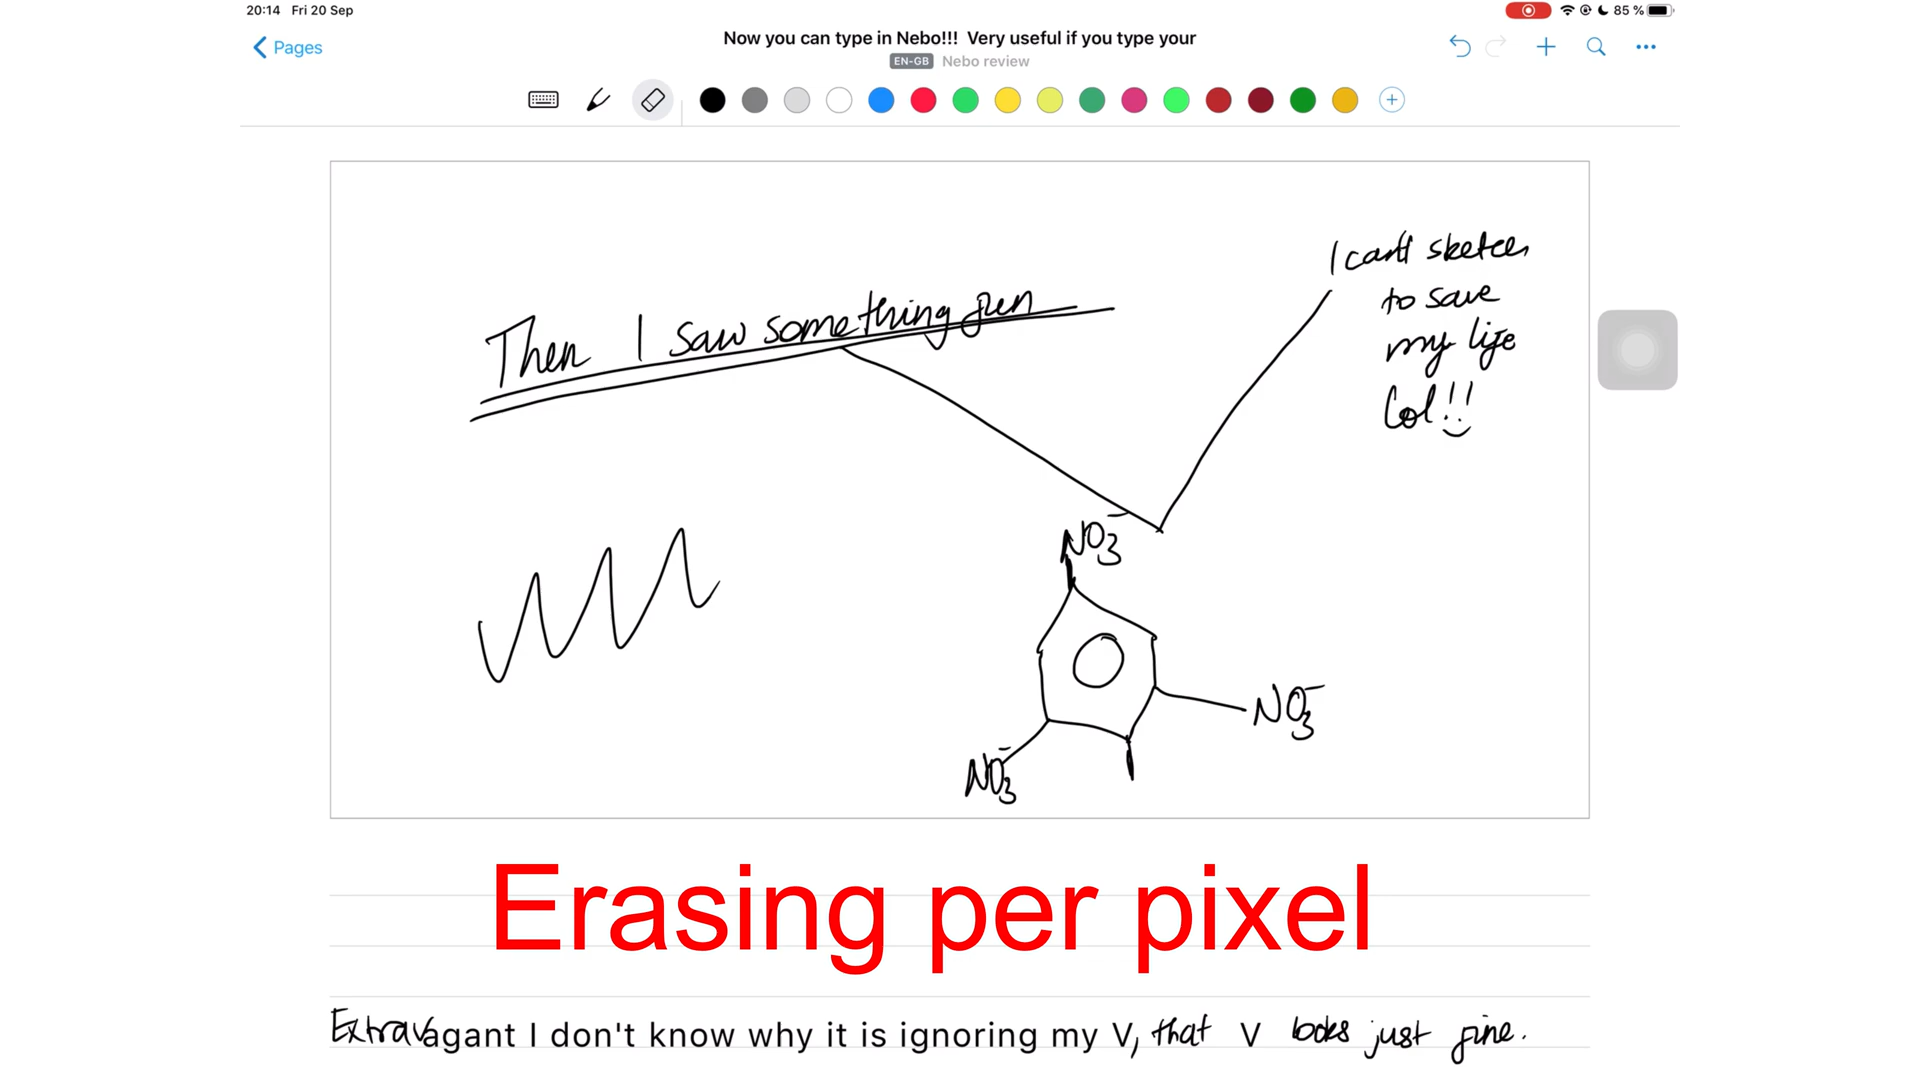 20:14 Fri 20 Sep
85 %
Pages
Now you can type in Nebo!!! Very useful if you type your
EN-GB Nebo review
I can't sketch
to save
my life
Lol!!
Then I saw something fun
NO3-
NO3-
NO3-
Erasing per pixel
Extravagant I don't know why it is ignoring my V, that V looks just fine.